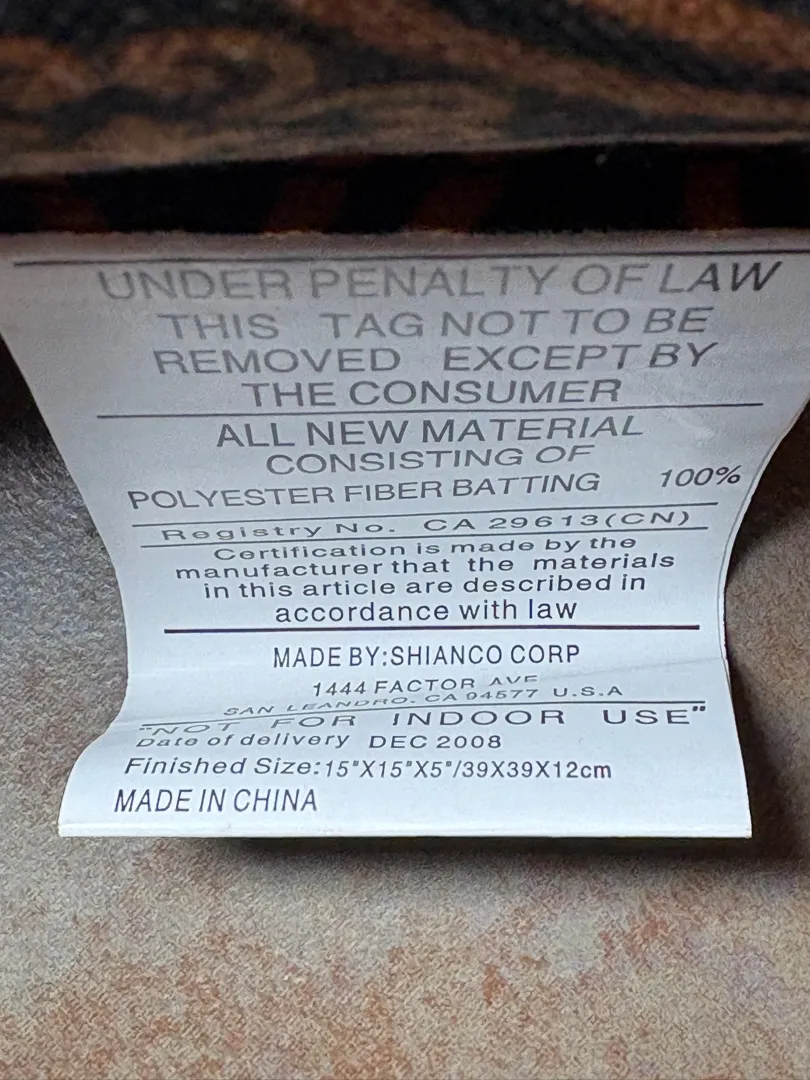 UNDER PENALTY OF LAW
THIS TAG NOT TO BE
REMOVED EXCEPT BY
THE CONSUMER
ALL NEW MATERIAL
CONSISTING OF
POLYESTER FIBER BATTING 100%
Registry No. CA 29613(CN)
Certification is made by the
manufacturer that the materials
in this article are described in
accordance with law
MADE BY:SHIANCO CORP
1444 FACTOR AVE
SAN LEANDRO. CA 94577 U.S.A
"NOT FOR INDOOR USE"
Date of delivery DEC 2008
Finished Size:15"X15"X5"/39X39X12cm
MADE IN CHINA